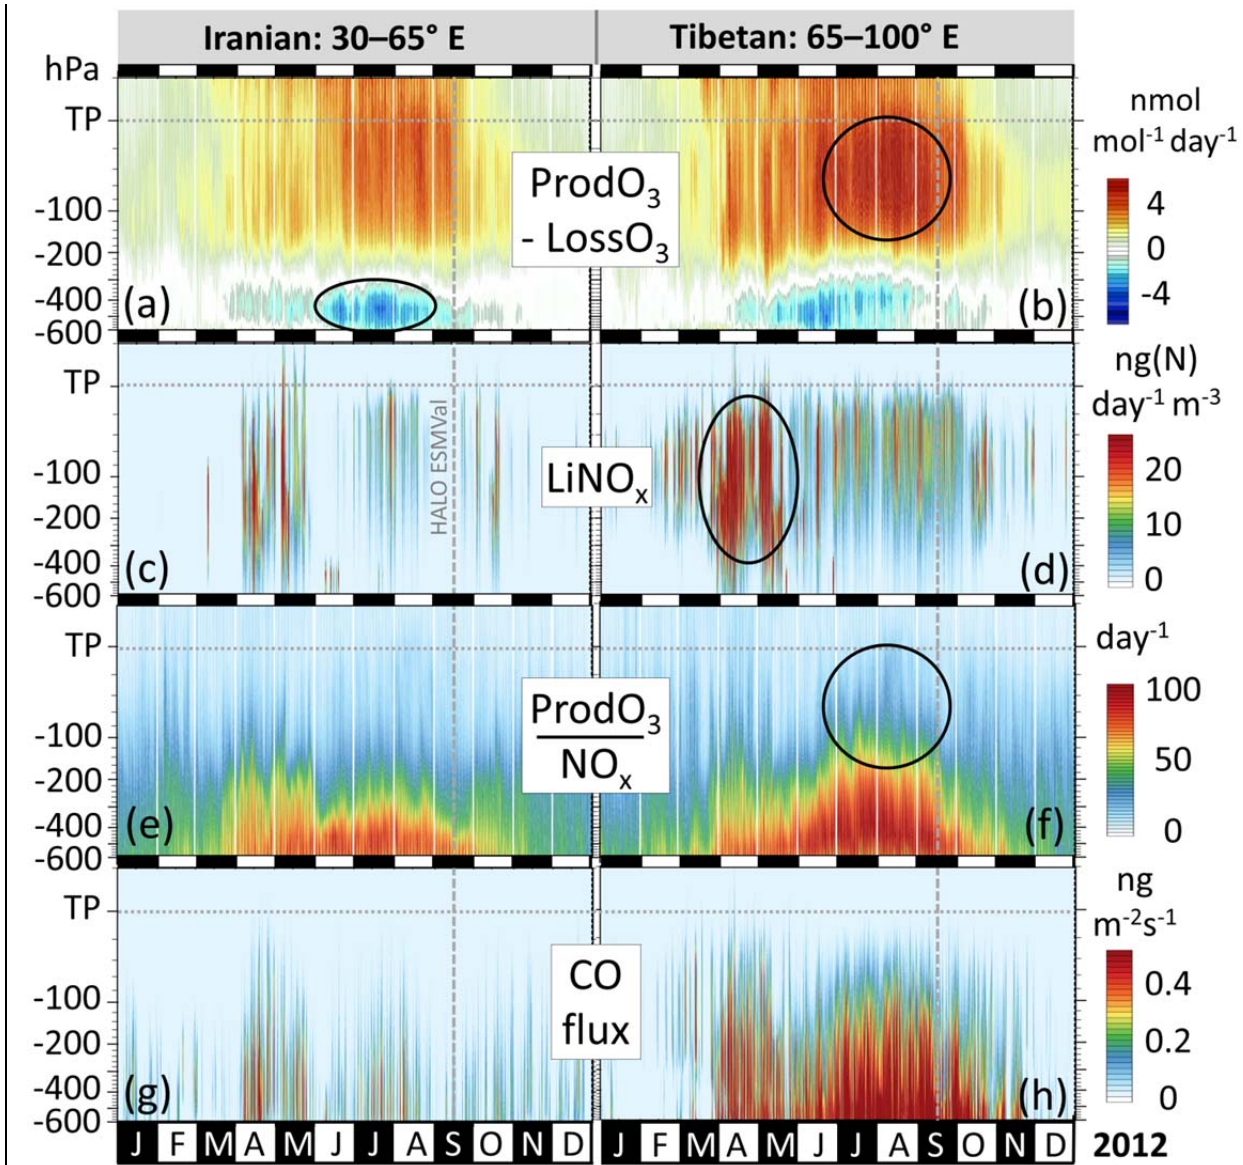 Iranian: 30–65° E Tibetan: 65–100° E
hPa
TP
-100
-200
-400
-600
(a)
ProdO₃
- LossO₃
(b)
nmol
mol⁻¹ day⁻¹
4
0
-4
TP
-100
-200
-400
-600
(c)
HALO ESMVal
LiNOₓ
(d)
ng(N)
day⁻¹ m⁻³
20
10
0
TP
-100
-200
-400
-600
(e)
ProdO₃
NOₓ
(f)
day⁻¹
100
50
0
TP
-100
-200
-400
-600
(g)
CO
flux
(h)
ng
m⁻²s⁻¹
0.4
0.2
0
J F M A M J J A S O N D J F M A M J J A S O N D 2012